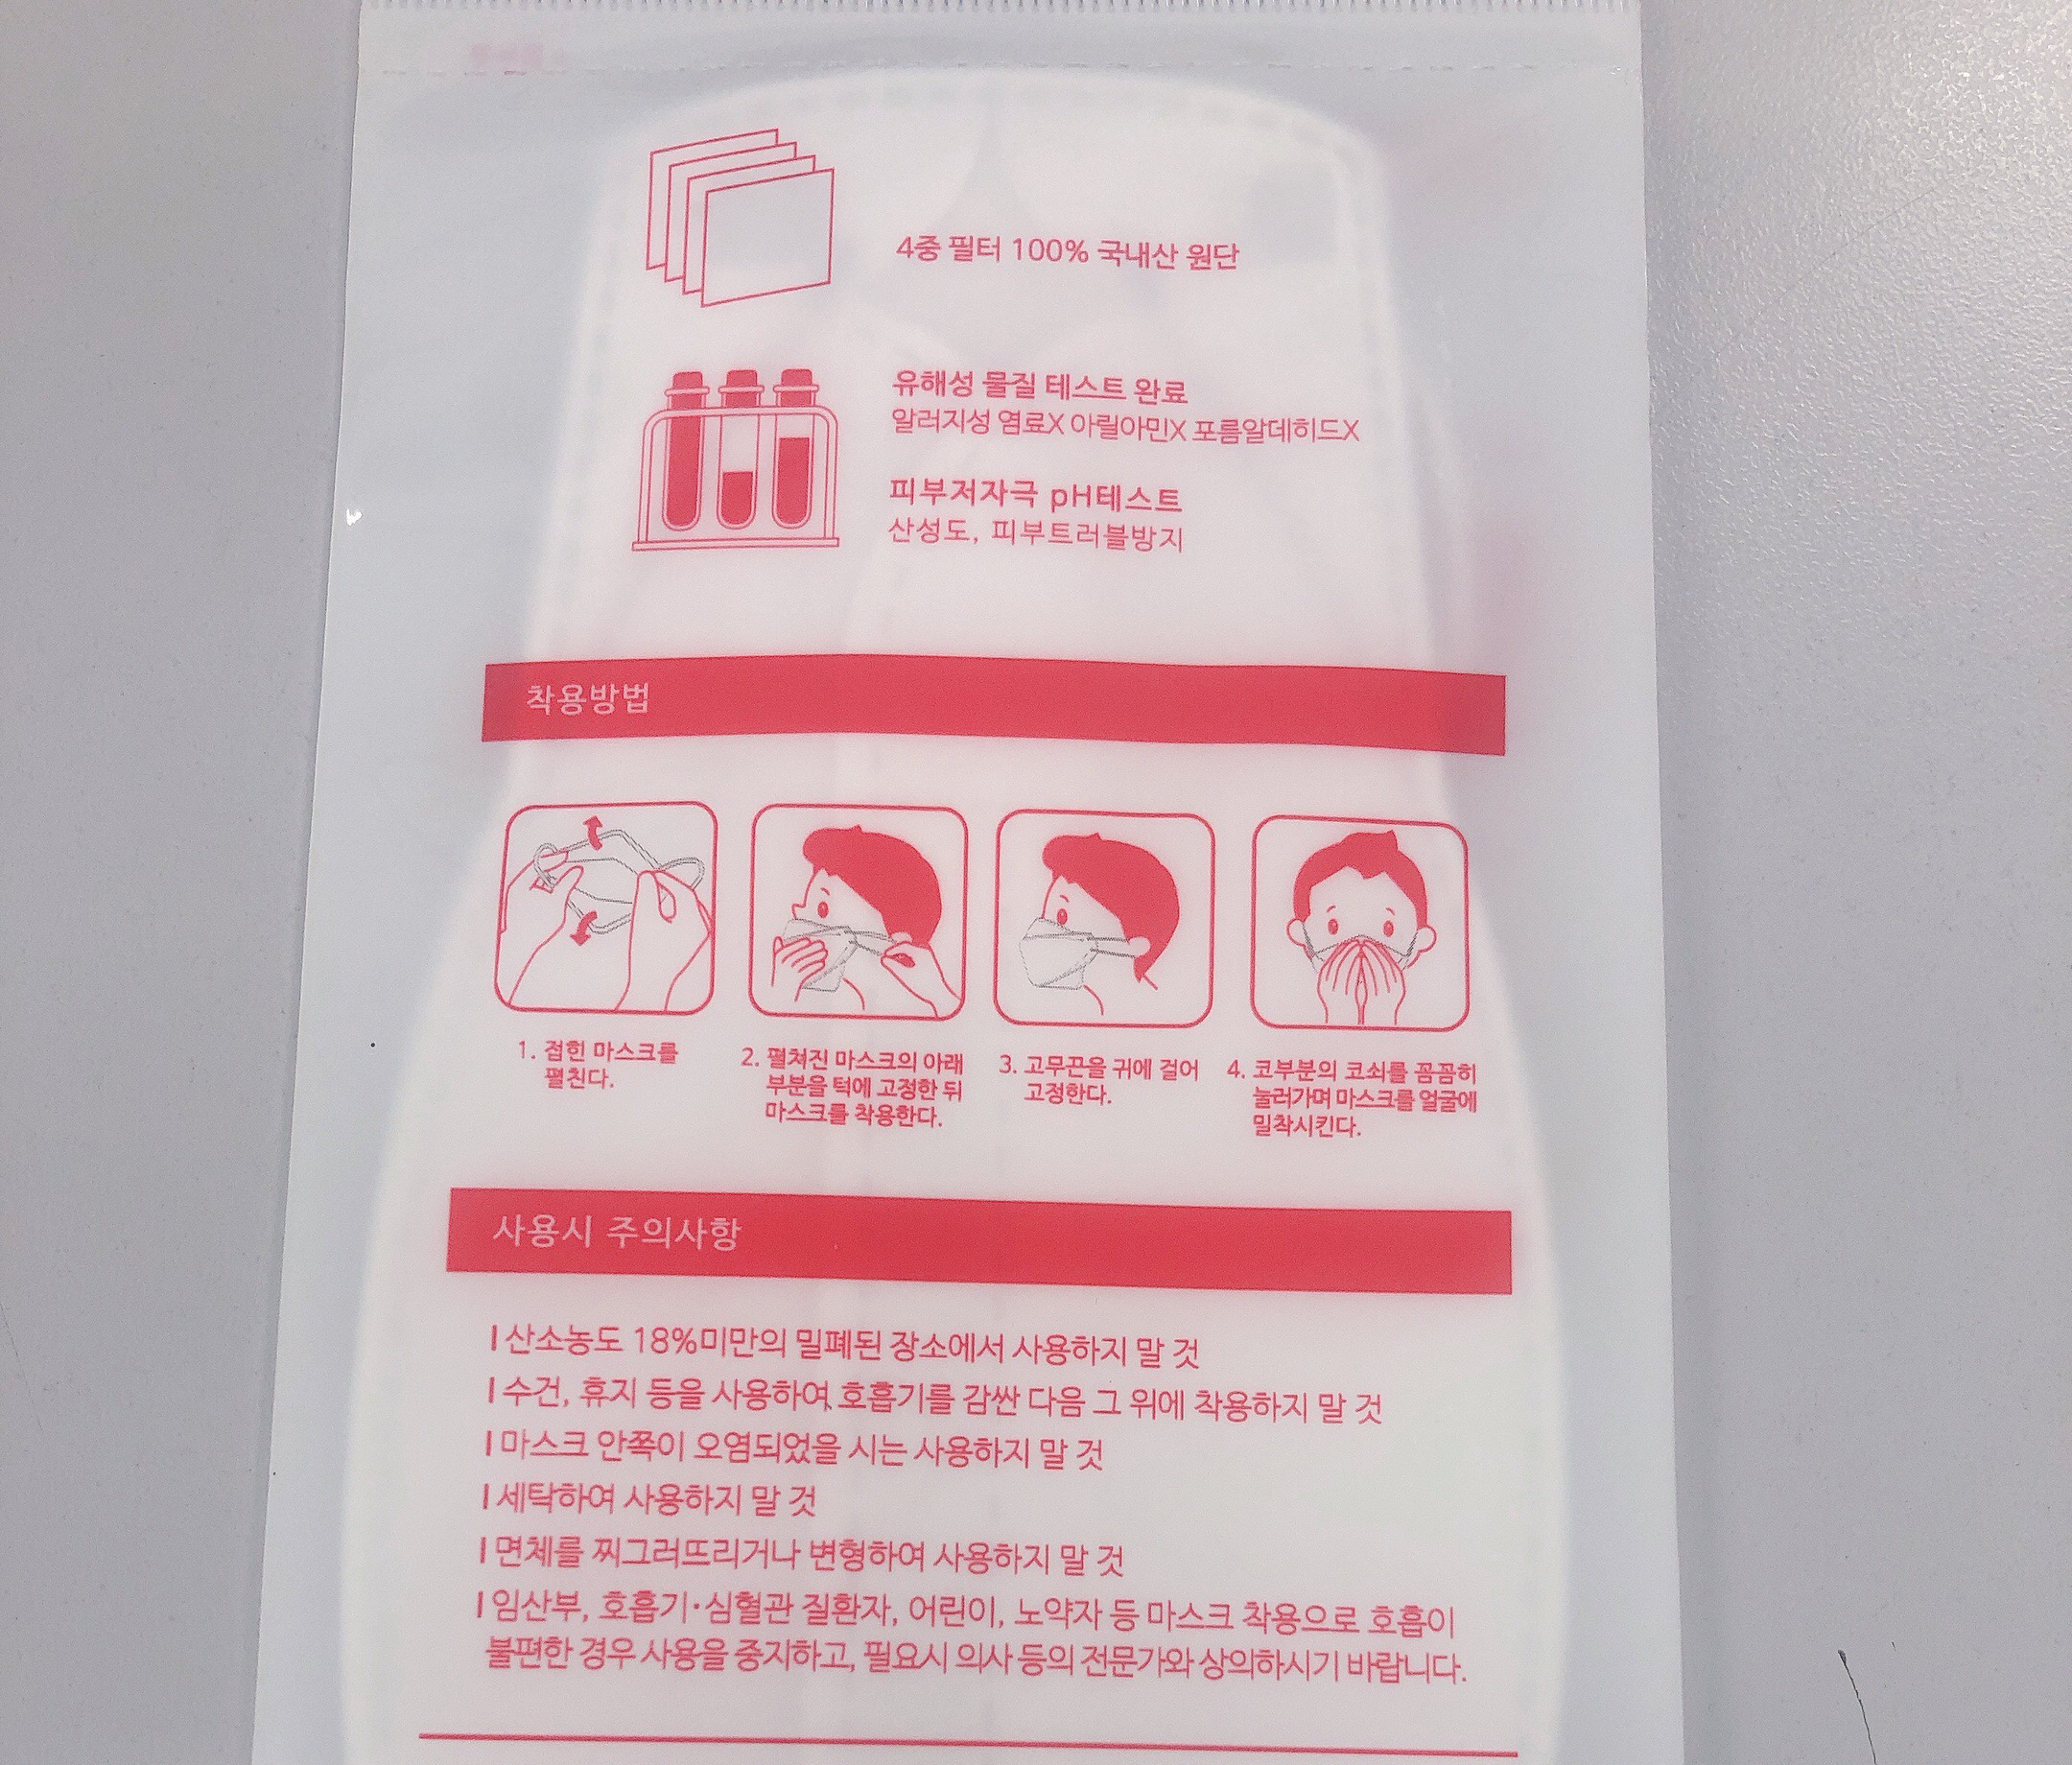 4중 필터 100% 국내산 원단
유해성 물질 테스트 완료
알러지성 염료X 아릴아민X 포름알데히드X
피부저자극 pH테스트
산성도, 피부트러블방지
착용방법
1. 접힌 마스크를
펼친다.
2. 펼쳐진 마스크의 아래
부분을 턱에 고정한 뒤
마스크를 착용한다.
3. 고무끈을 귀에 걸어
고정한다.
4. 코부분의 코쇠를 꼼꼼히
눌러가며 마스크를 얼굴에
밀착시킨다.
사용시 주의사항
I 산소농도 18%미만의 밀폐된 장소에서 사용하지 말 것
I 수건, 휴지 등을 사용하여 호흡기를 감싼 다음 그 위에 착용하지 말 것
I 마스크 안쪽이 오염되었을 시는 사용하지 말 것
I 세탁하여 사용하지 말 것
I 면체를 찌그러뜨리거나 변형하여 사용하지 말 것
I 임산부, 호흡기·심혈관 질환자, 어린이, 노약자 등 마스크 착용으로 호흡이
불편한 경우 사용을 중지하고, 필요시 의사 등의 전문가와 상의하시기 바랍니다.